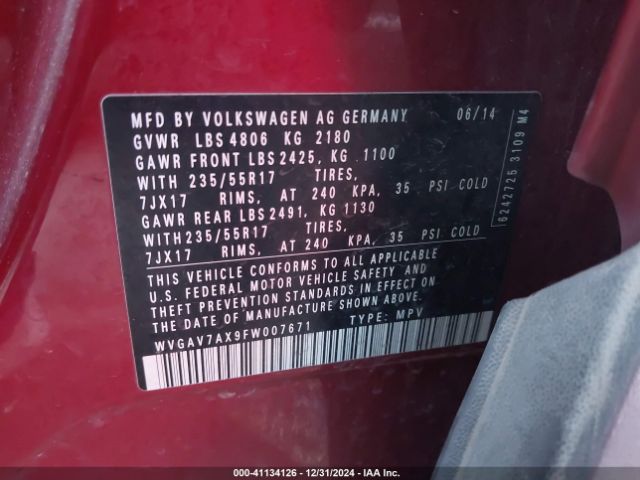 MFD BY VOLKSWAGEN AG GERMANY 06/14
GVWR LBS 4806 KG 2180
GAWR FRONT LBS 2425, KG 1100
WITH 235/55R17 TIRES,
7JX17 RIMS, AT 240 KPA, 35 PSI COLD
GAWR REAR LBS 2491, KG 1130
WITH 235/55R17 TIRES,
7JX17 RIMS, AT 240 KPA, 35 PSI COLD
THIS VEHICLE CONFORMS TO ALL APPLICABLE
U.S. FEDERAL MOTOR VEHICLE SAFETY AND
THEFT PREVENTION STANDARDS IN EFFECT ON
THE DATE OF MANUFACTURE SHOWN ABOVE.
WVGAV7AX9FW007671 TYPE: MPV
6242725 3109 M4
000-41134126 - 12/31/2024 - IAA Inc.